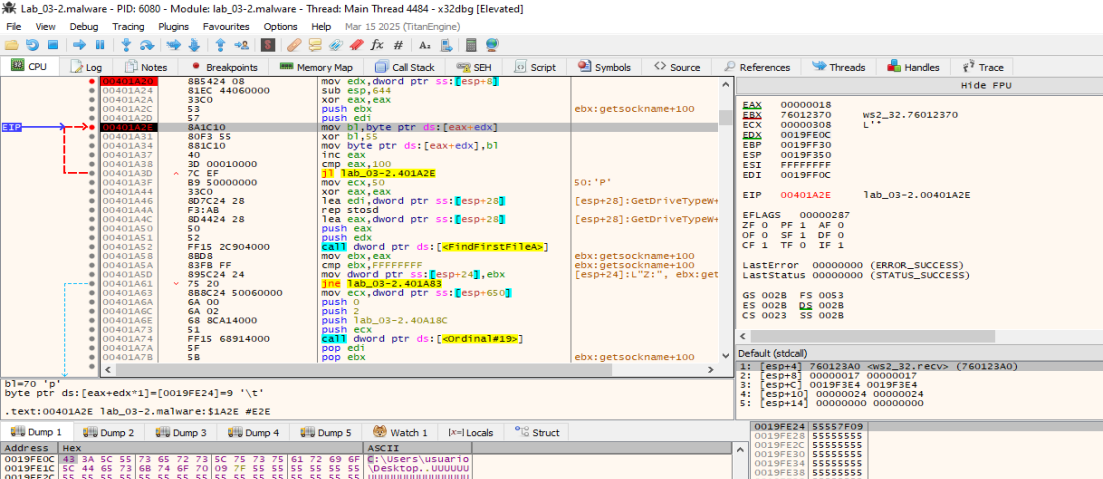 Lab_03-2.malware - PID: 6080 - Module: lab_03-2.malware - Thread: Main Thread 4484 - x32dbg [Elevated]
File View Debug Tracing Plugins Favourites Options Help Mar 15 2025 (TitanEngine)
CPU Log Notes Breakpoints Memory Map Call Stack SEH Script Symbols Source References Threads Handles Trace
00401A20 8B5424 08 mov edx,dword ptr ss:[esp+8]
00401A24 81EC 44060000 sub esp,644
00401A2A 33C0 xor eax,eax
00401A2C 53 push ebx ebx:getsockname+100
00401A2D 57 push edi
EIP 00401A2E 8A1C10 mov bl,byte ptr ds:[eax+edx]
00401A31 80F3 55 xor bl,55
00401A34 881C10 mov byte ptr ds:[eax+edx],bl
00401A37 40 inc eax
00401A38 3D 00010000 cmp eax,100
00401A3D 7C EF jl lab_03-2.401A2E
00401A3F B9 50000000 mov ecx,50 50:'P'
00401A44 33C0 xor eax,eax
00401A46 8D7C24 28 lea edi,dword ptr ss:[esp+28] [esp+28]:GetDriveTypeW+
00401A4A F3:AB rep stosd
00401A4C 8D4424 28 lea eax,dword ptr ss:[esp+28] [esp+28]:GetDriveTypeW+
00401A50 50 push eax
00401A51 52 push edx
00401A52 FF15 2C904000 call dword ptr ds:[<FindFirstFileA>]
00401A58 8BD8 mov ebx,eax ebx:getsockname+100
00401A5A 83FB FF cmp ebx,FFFFFFFF ebx:getsockname+100
00401A5D 895C24 24 mov dword ptr ss:[esp+24],ebx [esp+24]:L"Z:", ebx:get
00401A61 75 20 jne lab_03-2.401A83
00401A63 8B8C24 50060000 mov ecx,dword ptr ss:[esp+650]
00401A6A 6A 00 push 0
00401A6C 6A 02 push 2
00401A6E 68 8CA14000 push lab_03-2.40A18C
00401A73 51 push ecx
00401A74 FF15 68914000 call dword ptr ds:[<Ordinal#19>]
00401A7A 5F pop edi
00401A7B 5B pop ebx ebx:getsockname+100
Hide FPU
EAX 00000018
EBX 76012370 ws2_32.76012370
ECX 00000308 L'̈'
EDX 0019FE0C
EBP 0019FF30
ESP 0019F350
ESI FFFFFFFF
EDI 0019FF0C
EIP 00401A2E lab_03-2.00401A2E
EFLAGS 00000287
ZF 0 PF 1 AF 0
OF 0 SF 1 DF 0
CF 1 TF 0 IF 1
LastError 00000000 (ERROR_SUCCESS)
LastStatus 00000000 (STATUS_SUCCESS)
GS 002B FS 0053
ES 002B DS 002B
CS 0023 SS 002B
Default (stdcall)
1: [esp+4] 760123A0 <ws2_32.recv> (760123A0)
2: [esp+8] 00000017 00000017
3: [esp+C] 0019F3E4 0019F3E4
4: [esp+10] 00000024 00000024
5: [esp+14] 00000000 00000000
bl=70 'p'
byte ptr ds:[eax+edx*1]=[0019FE24]=9 '\t'
.text:00401A2E lab_03-2.malware:$1A2E #E2E
Dump 1 Dump 2 Dump 3 Dump 4 Dump 5 Watch 1 Locals Struct
Address Hex ASCII
0019FE0C 43 3A 5C 55 73 65 72 73 5C 75 73 75 61 72 69 6F C:\Users\usuario
0019FE1C 5C 44 65 73 6B 74 6F 70 09 7F 55 55 55 55 55 55 \Desktop..UUUUUU
0019FE2C 55 55 55 55 55 55 55 55 55 55 55 55 55 55 55 55 UUUUUUUUUUUUUUUU
0019FE24 55557F09
0019FE28 55555555
0019FE2C 55555555
0019FE30 55555555
0019FE34 55555555
0019FE38 55555555